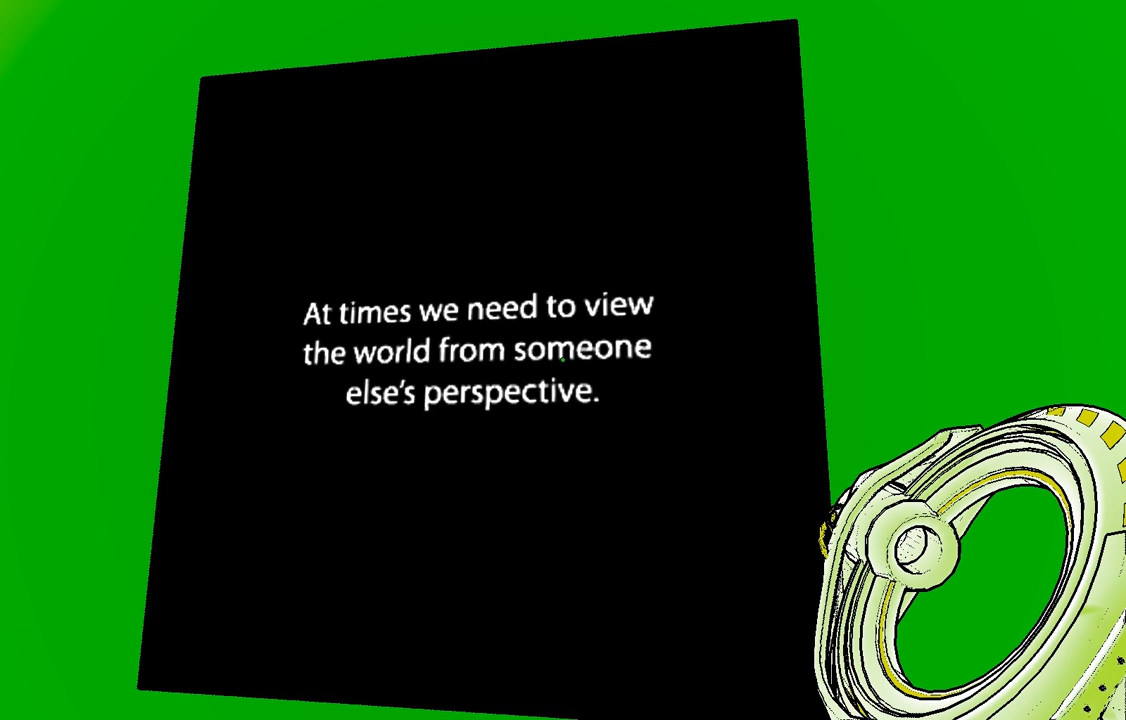 At times we need to view
the world from someone
else's perspective.